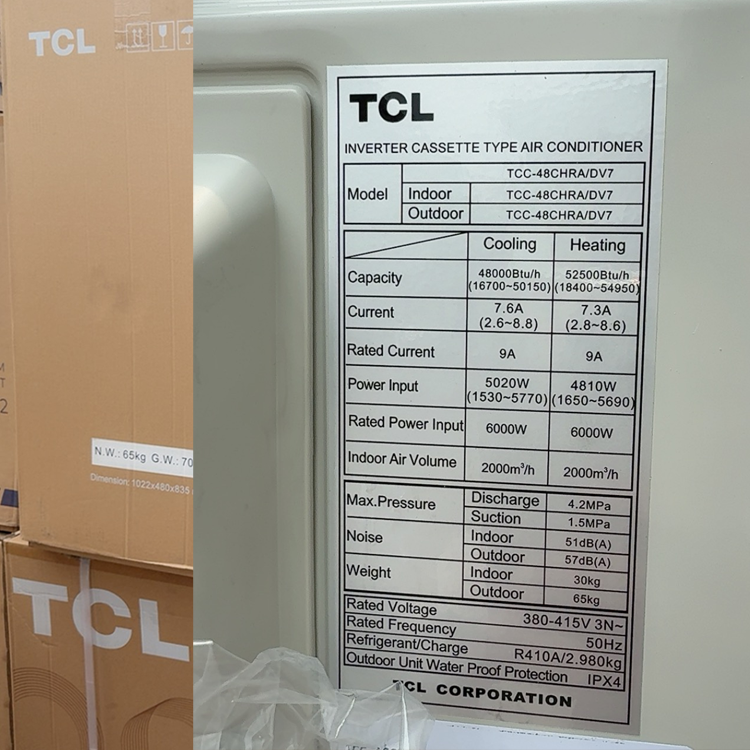 TCL
N.W.: 65kg G.W.: 70
Dimension: 1022x480x835
2
TCL
TCL
INVERTER CASSETTE TYPE AIR CONDITIONER
Model TCC-48CHRA/DV7
Indoor TCC-48CHRA/DV7
Outdoor TCC-48CHRA/DV7
Cooling Heating
Capacity 48000Btu/h (16700~50150) 52500Btu/h (18400~54950)
Current 7.6A (2.6~8.8) 7.3A (2.8~8.6)
Rated Current 9A 9A
Power Input 5020W (1530~5770) 4810W (1650~5690)
Rated Power Input 6000W 6000W
Indoor Air Volume 2000m³/h 2000m³/h
Max.Pressure Discharge 4.2MPa
Suction 1.5MPa
Noise Indoor 51dB(A)
Outdoor 57dB(A)
Weight Indoor 30kg
Outdoor 65kg
Rated Voltage 380-415V 3N~
Rated Frequency 50Hz
Refrigerant/Charge R410A/2.980kg
Outdoor Unit Water Proof Protection IPX4
TCL CORPORATION